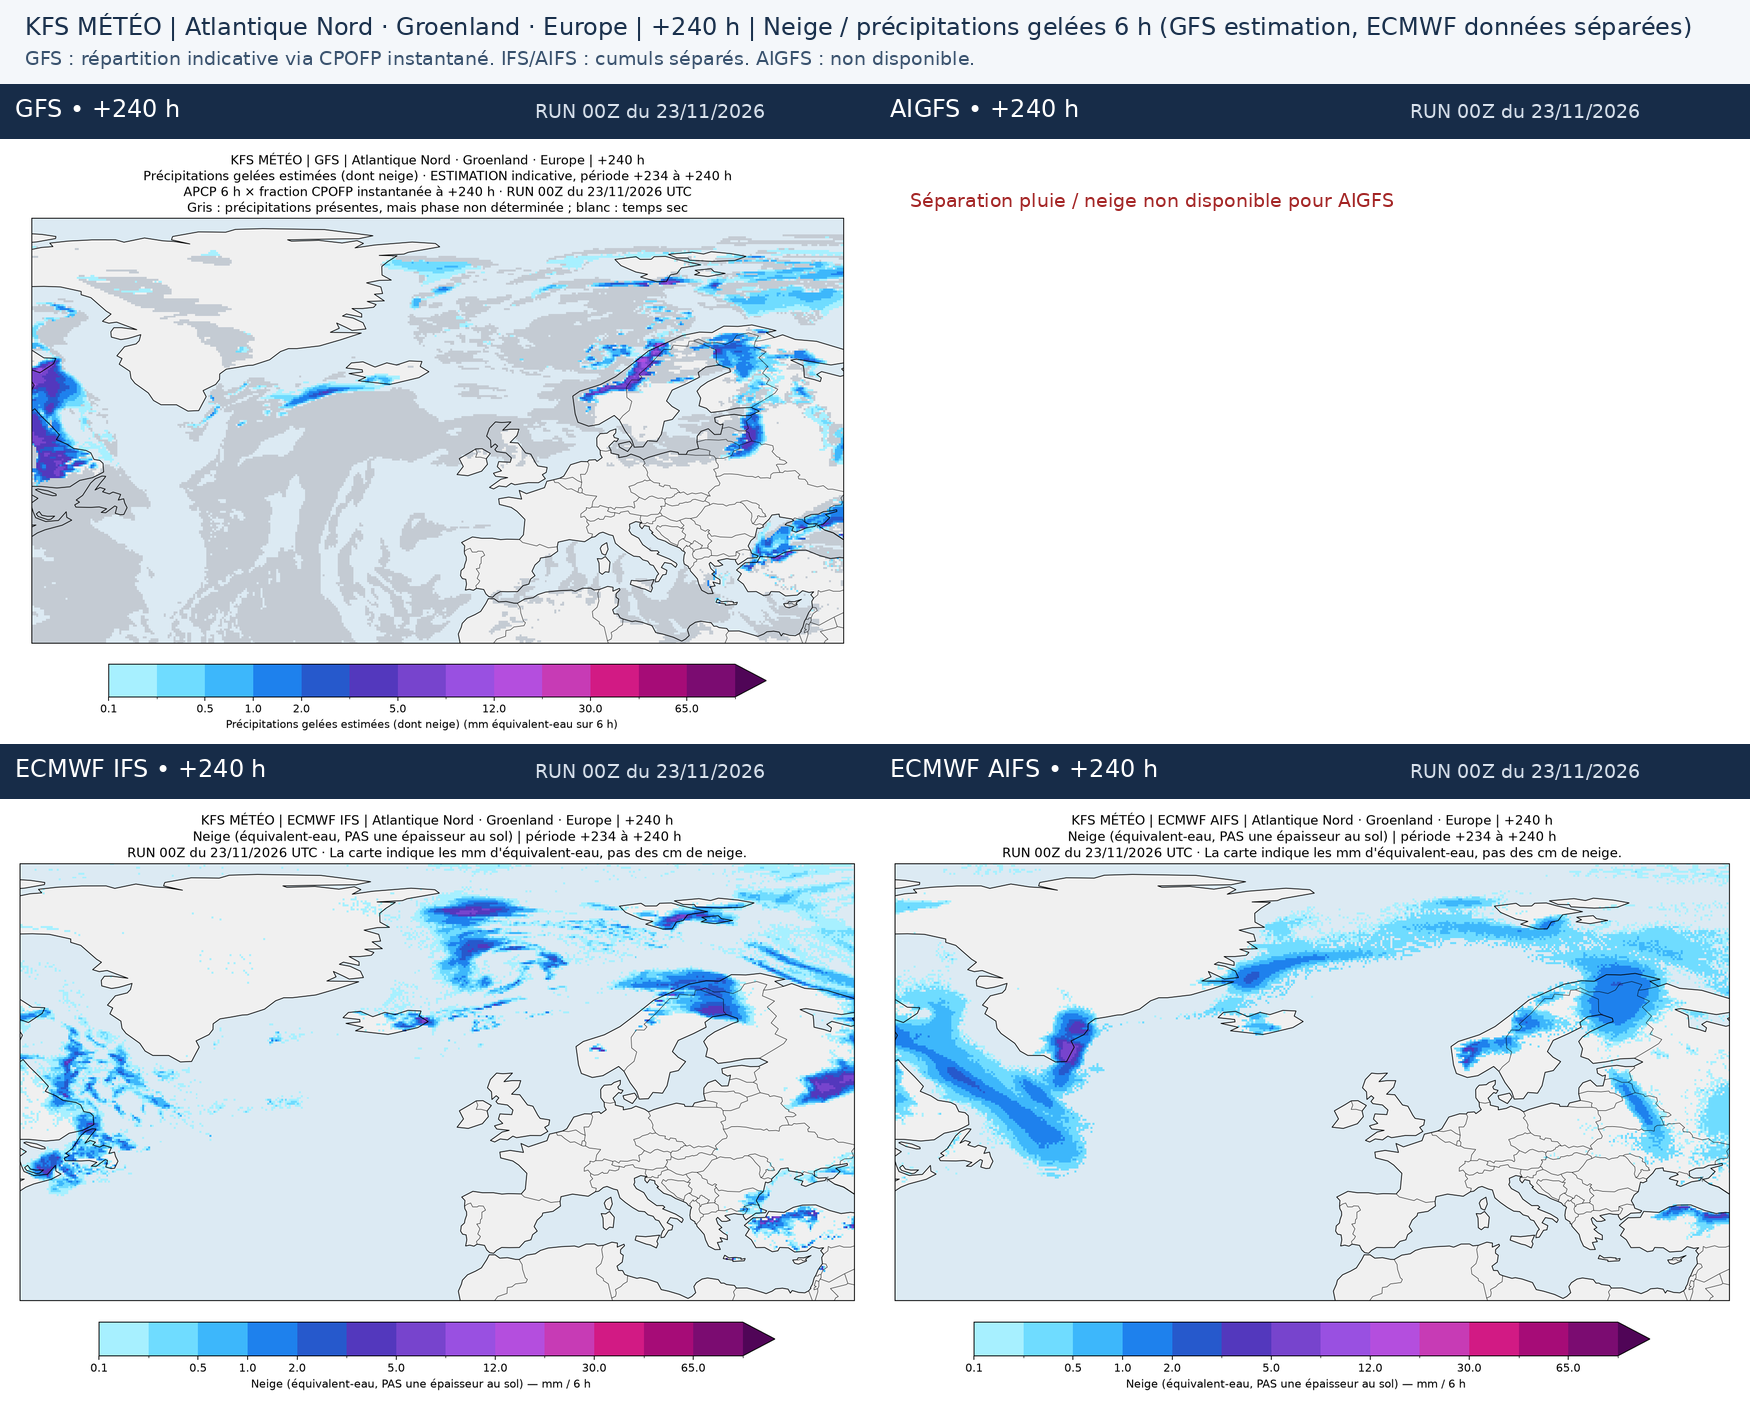 KFS MÉTÉO | Atlantique Nord · Groenland · Europe | +240 h | Neige / précipitations gelées 6 h (GFS estimation, ECMWF données séparées)
GFS : répartition indicative via CPOFP instantané. IFS/AIFS : cumuls séparés. AIGFS : non disponible.
GFS • +240 h
RUN 00Z du 23/11/2026
AIGFS • +240 h
RUN 00Z du 23/11/2026
KFS MÉTÉO | GFS | Atlantique Nord · Groenland · Europe | +240 h
Précipitations gelées estimées (dont neige) · ESTIMATION indicative, période +234 à +240 h
APCP 6 h × fraction CPOFP instantanée à +240 h · RUN 00Z du 23/11/2026 UTC
Gris : précipitations présentes, mais phase non déterminée ; blanc : temps sec
Séparation pluie / neige non disponible pour AIGFS
0.1 0.5 1.0 2.0 5.0 12.0 30.0 65.0
Précipitations gelées estimées (dont neige) (mm équivalent-eau sur 6 h)
ECMWF IFS • +240 h
RUN 00Z du 23/11/2026
ECMWF AIFS • +240 h
RUN 00Z du 23/11/2026
KFS MÉTÉO | ECMWF IFS | Atlantique Nord · Groenland · Europe | +240 h
Neige (équivalent-eau, PAS une épaisseur au sol) | période +234 à +240 h
RUN 00Z du 23/11/2026 UTC · La carte indique les mm d'équivalent-eau, pas des cm de neige.
KFS MÉTÉO | ECMWF AIFS | Atlantique Nord · Groenland · Europe | +240 h
Neige (équivalent-eau, PAS une épaisseur au sol) | période +234 à +240 h
RUN 00Z du 23/11/2026 UTC · La carte indique les mm d'équivalent-eau, pas des cm de neige.
0.1 0.5 1.0 2.0 5.0 12.0 30.0 65.0
Neige (équivalent-eau, PAS une épaisseur au sol) — mm / 6 h
0.1 0.5 1.0 2.0 5.0 12.0 30.0 65.0
Neige (équivalent-eau, PAS une épaisseur au sol) — mm / 6 h